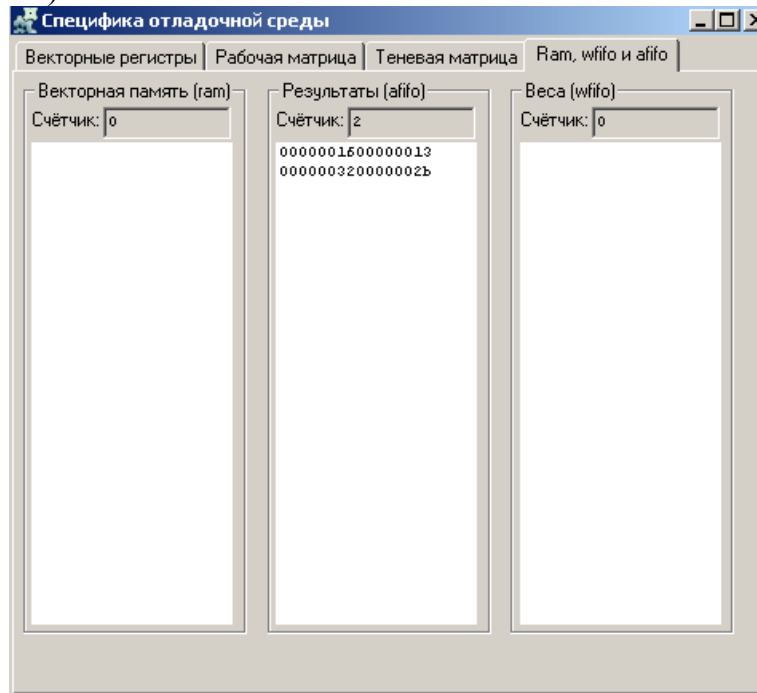 Специфика отладочной среды
Векторные регистры Рабочая матрица Теневая матрица Ram, wfifo и afifo
Векторная память (ram) Результаты (afifo) Веса (wfifo)
Счётчик: 0 Счётчик: 2 Счётчик: 0
0000001600000013
000000320000002b